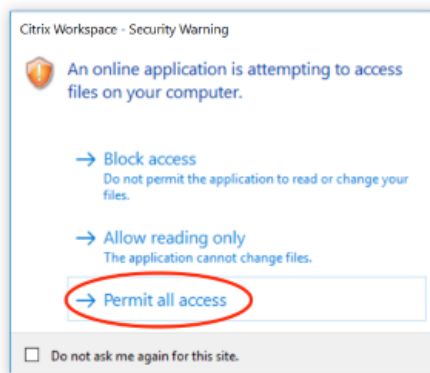 Citrix Workspace - Security Warning
An online application is attempting to access
files on your computer.
→ Block access
Do not permit the application to read or change your
files.
→ Allow reading only
The application cannot change files.
→ Permit all access
Do not ask me again for this site.